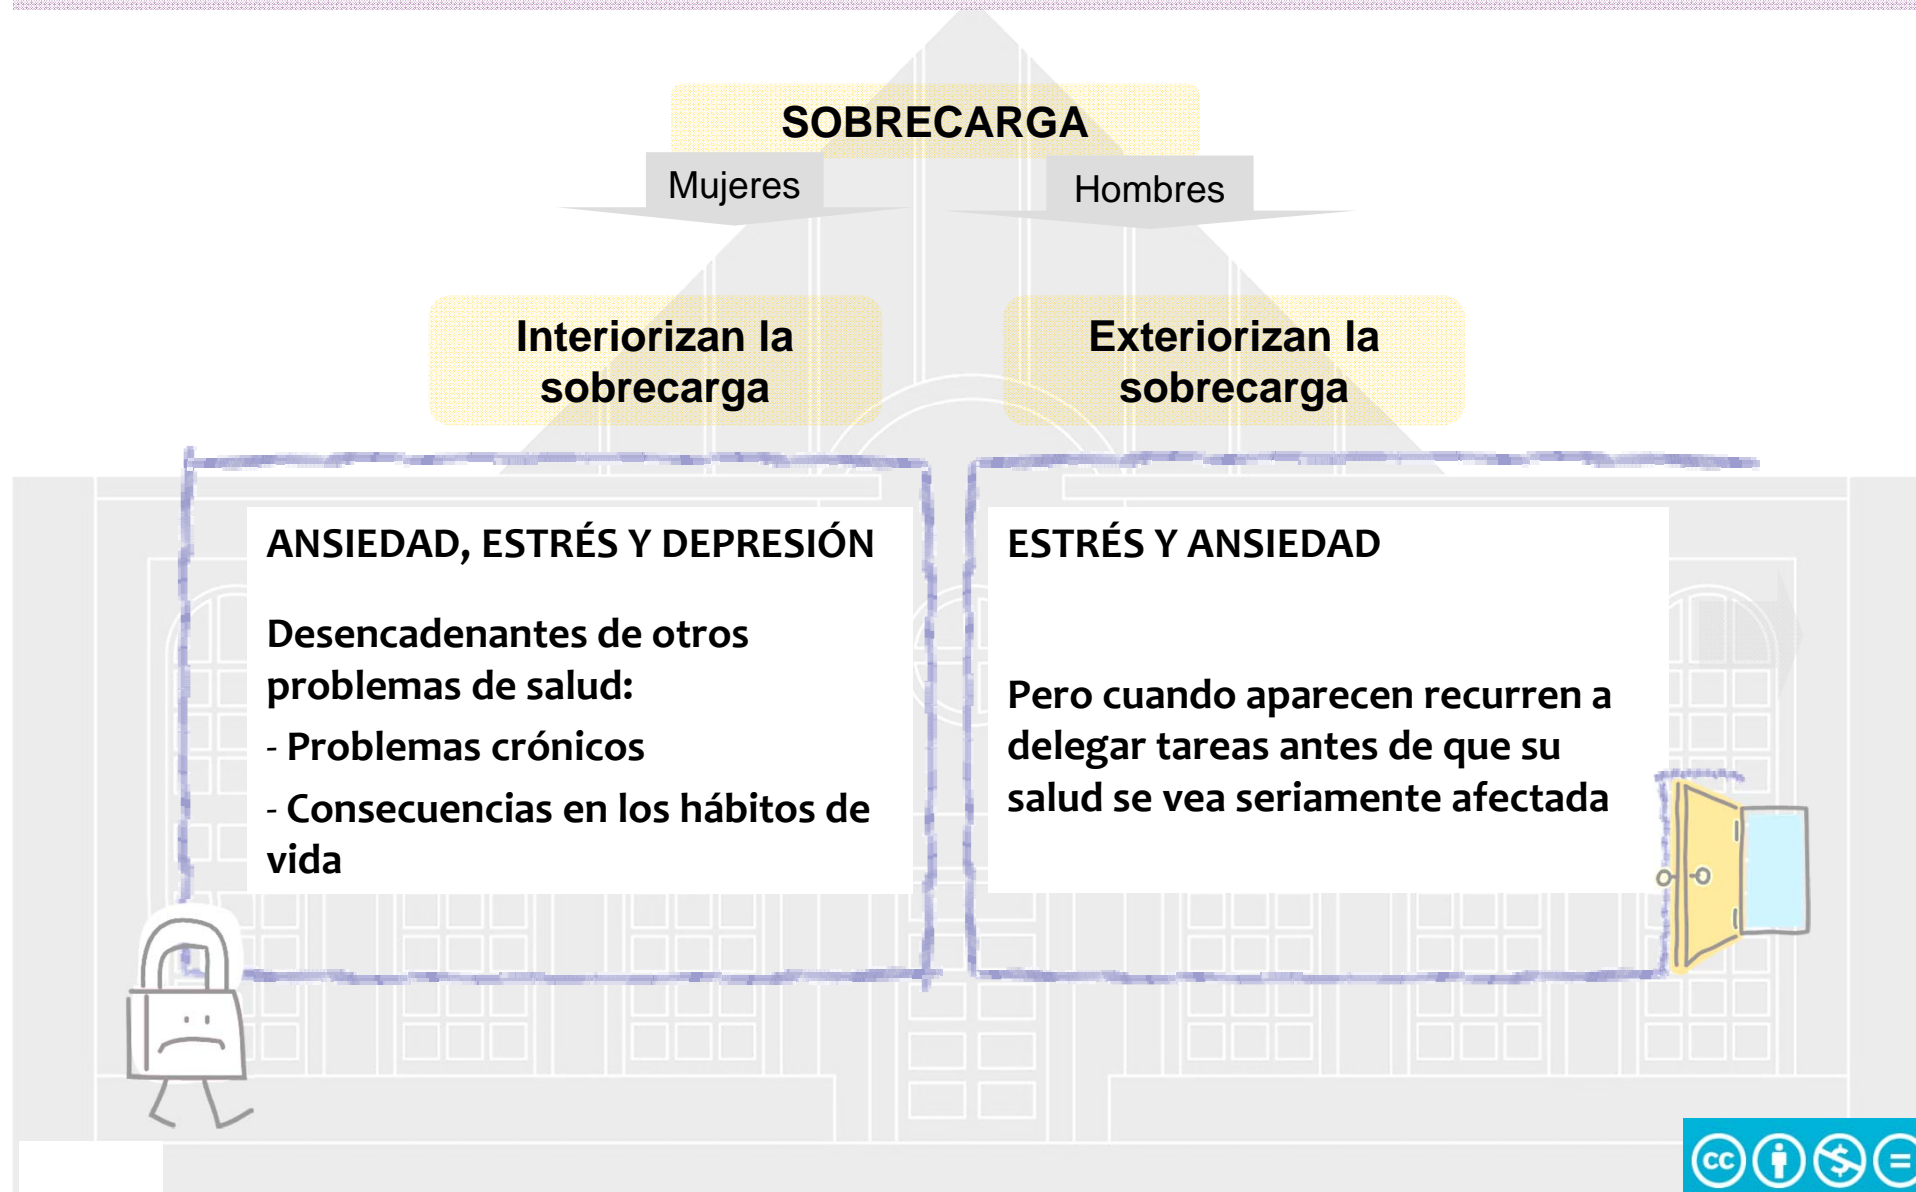 SOBRECARGA
Mujeres
Hombres
Interiorizan la
sobrecarga
Exteriorizan la
sobrecarga
ANSIEDAD, ESTRÉS Y DEPRESIÓN
Desencadenantes de otros
problemas de salud:
- Problemas crónicos
- Consecuencias en los hábitos de
vida
ESTRÉS Y ANSIEDAD
Pero cuando aparecen recurren a
delegar tareas antes de que su
salud se vea seriamente afectada
cc